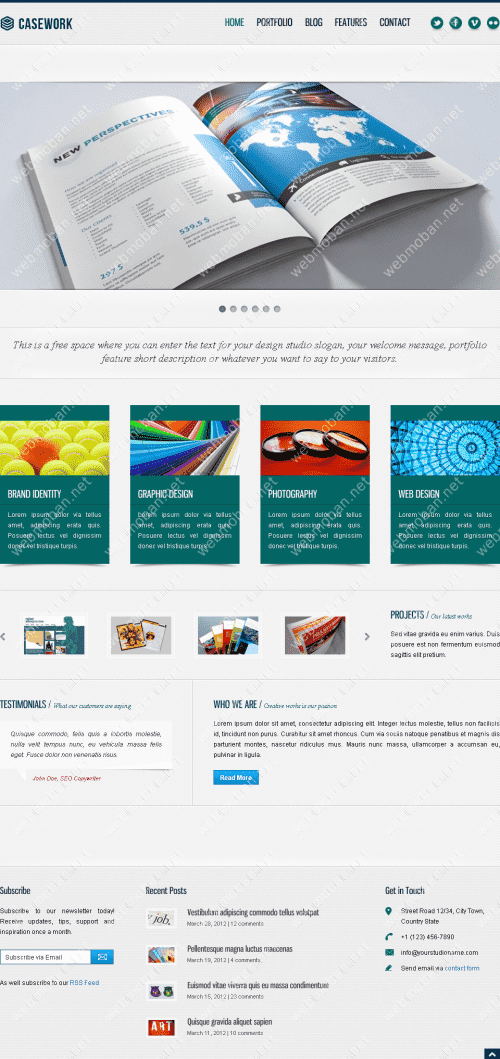 CASEWORK
HOME PORTFOLIO BLOG FEATURES CONTACT
NEW PERSPECTIVES
Our Clients
539,5 $
297 $
Connections
This is a free space where you can enter the text for your design studio slogan, your welcome message, portfolio
feature short description or whatever you want to say to your visitors.
BRAND IDENTITY
Lorem ipsum dolor via tellus
amet, adipiscing erata quis.
Posuere lectus vel dignissim
donec vel tristique turpis.
GRAPHIC DESIGN
Lorem ipsum dolor via tellus
amet, adipiscing erata quis.
Posuere lectus vel dignissim
donec vel tristique turpis.
PHOTOGRAPHY
Lorem ipsum dolor via tellus
amet, adipiscing erata quis.
Posuere lectus vel dignissim
donec vel tristique turpis.
WEB DESIGN
Lorem ipsum dolor via tellus
amet, adipiscing erata quis.
Posuere lectus vel dignissim
donec vel tristique turpis.
PROJECTS / Our latest works
Sed vitae gravida eu enim varius. Duis
posuere est non fermentum euismod
sagittis elit pretium.
TESTIMONIALS / What our customers are saying
Quisque commodo, felis quis a lobortis molestie,
nulla velit tempus nunc, eu vehicula massa felis
eget. Fusce dolor non venenatis risus.
John Doe, SEO Copywriter
WHO WE ARE / Creative works is our passion
Lorem ipsum dolor sit amet, consectetur adipiscing elit. Integer lectus molestie, tellus non facilisis
id, tincidunt non purus. Curabitur sit amet rhoncus. Cum via sociis natoque penatibus et magnis dis
parturient montes, nascetur ridiculus mus. Mauris nunc massa, ullamcorper a accumsan eu,
pulvinar in ligula.
Read More
Subscribe
Subscribe to our newsletter today!
Receive updates, tips, support and
inspiration once a month.
Subscribe via Email
As well subscribe to our RSS Feed
Recent Posts
job.
Vestibulum adipiscing commodo tellus volutpat
March 28, 2012 | 12 comments
Pellentesque magna luctus maecenas
March 19, 2012 | 4 comments
Euismod vitae viverra quis eu massa condimentum
March 15, 2012 | 23 comments
ART
Quisque gravida aliquet sapien
March 11, 2012 | 10 comments
Get in Touch
Street Road 12/34, City Town,
Country State
+1 (123) 456-7890
info@yourstudioname.com
Send email via contact form
webmoban.net